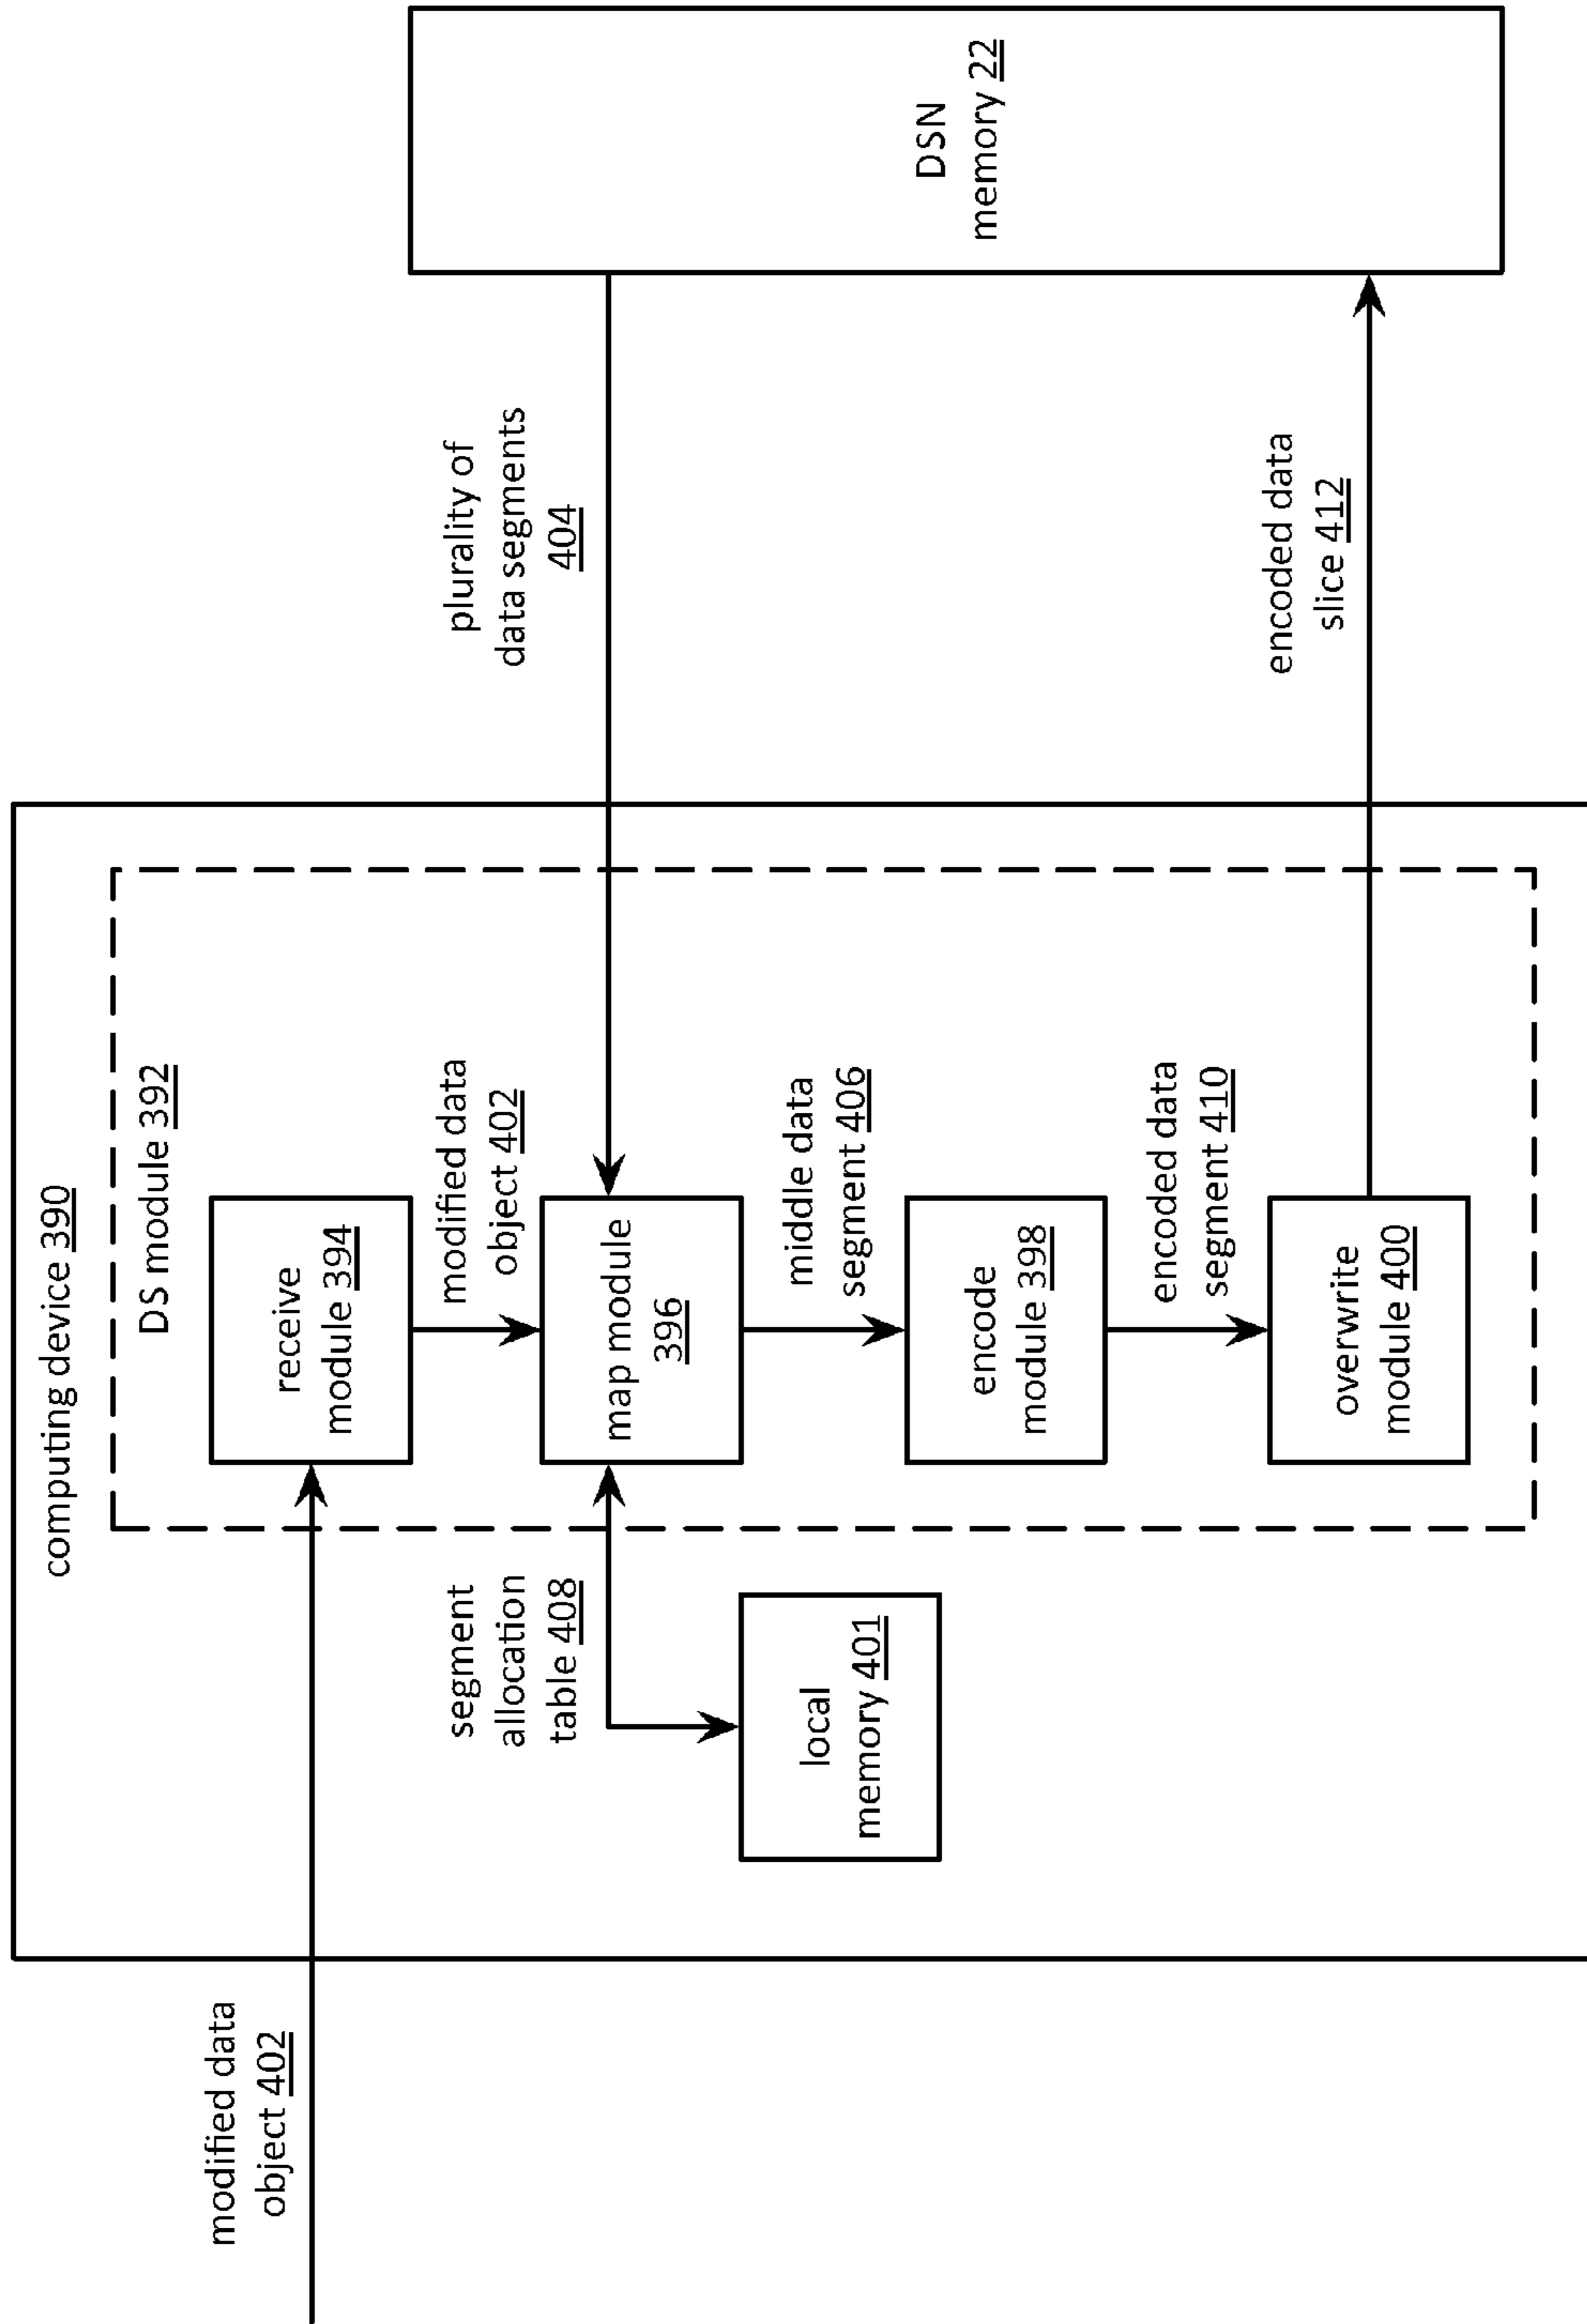 computing device 390
DS module 392
modified data
object 402
receive
module 394
modified data
object 402
segment
allocation
table 408
map module
396
plurality of
data segments
404
local
memory 401
middle data
segment 406
encode
module 398
encoded data
segment 410
overwrite
module 400
encoded data
slice 412
DSN
memory 22